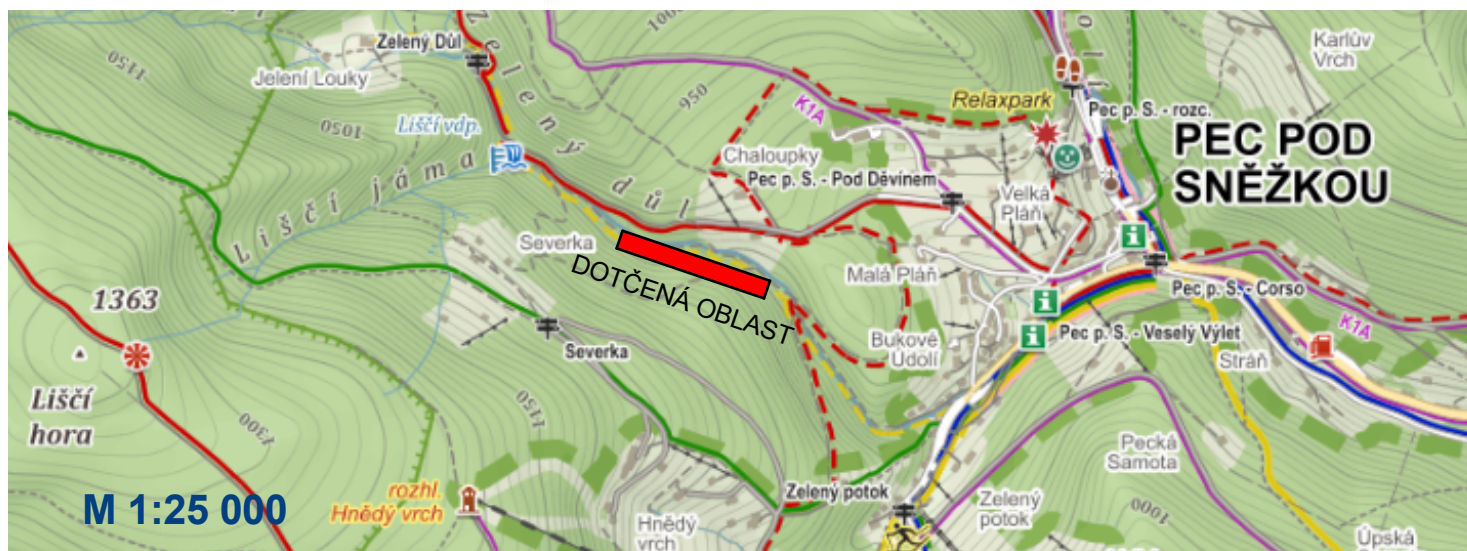 Zelený Důl
Jelení Louky
1150
1050
950
1000
Zelený důl
Liščí vdp.
Liščí jáma
K1A
Chaloupky
Pec p. S. - Pod Děvínem
Relaxpark
Pec p. S. - rozc.
Karlův
Vrch
PEC POD
SNĚŽKOU
Velká
Pláň
Severka
DOTČENÁ OBLAST
Malá Pláň
Pec p. S. - Corso
K1A
1363
Severka
Bukové
Údolí
Pec p. S. - Veselý Výlet
Stráň
Liščí
hora
1300
1150
Pecká
Samota
M 1:25 000
rozhl.
Hnědý vrch
Hnědý
vrch
Zelený potok
Zelený
potok
1000
Úpská